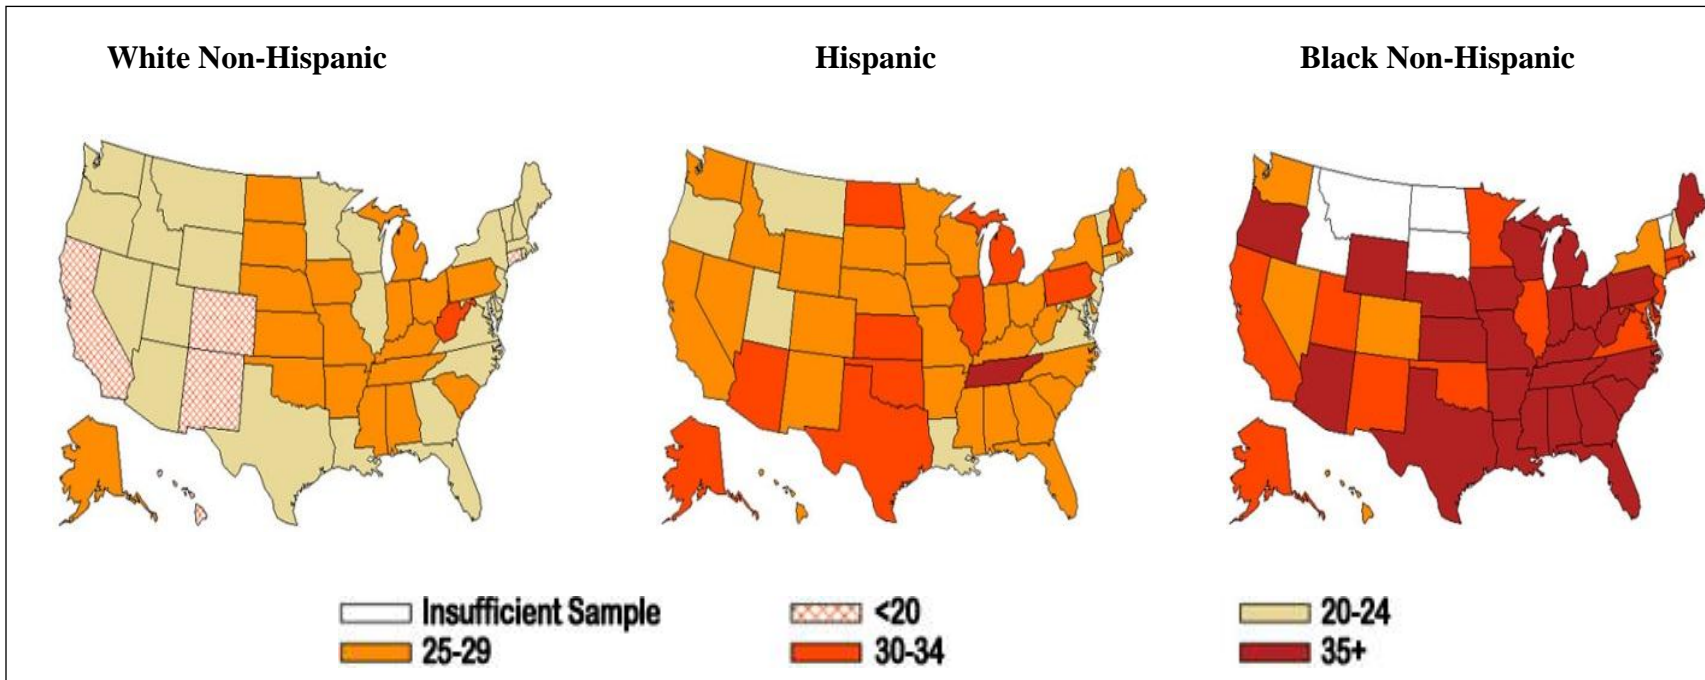 White Non-Hispanic
Hispanic
Black Non-Hispanic
Insufficient Sample
<20
20-24
25-29
30-34
35+